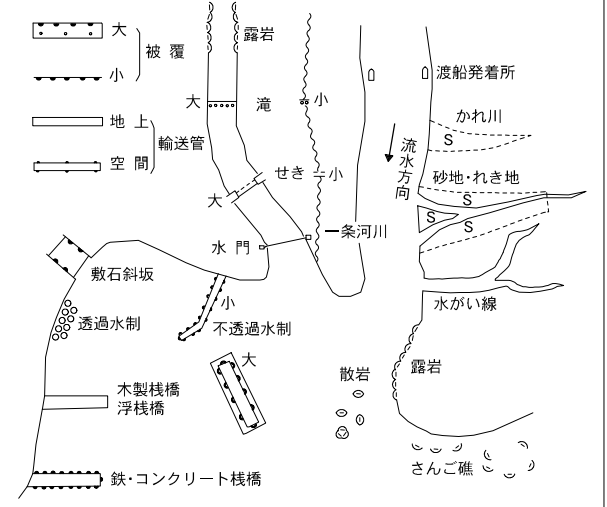 大
被覆
小
地上
輸送管
空間
露岩
大 滝 小
せき 小
大
水門
一条河川
渡船発着所
かれ川
S
流水方向
砂地・れき地
S
S
S
水がい線
敷石斜坂
透過水制
小
不透過水制
大
散岩
露岩
木製桟橋
浮桟橋
さんご礁
鉄・コンクリート桟橋